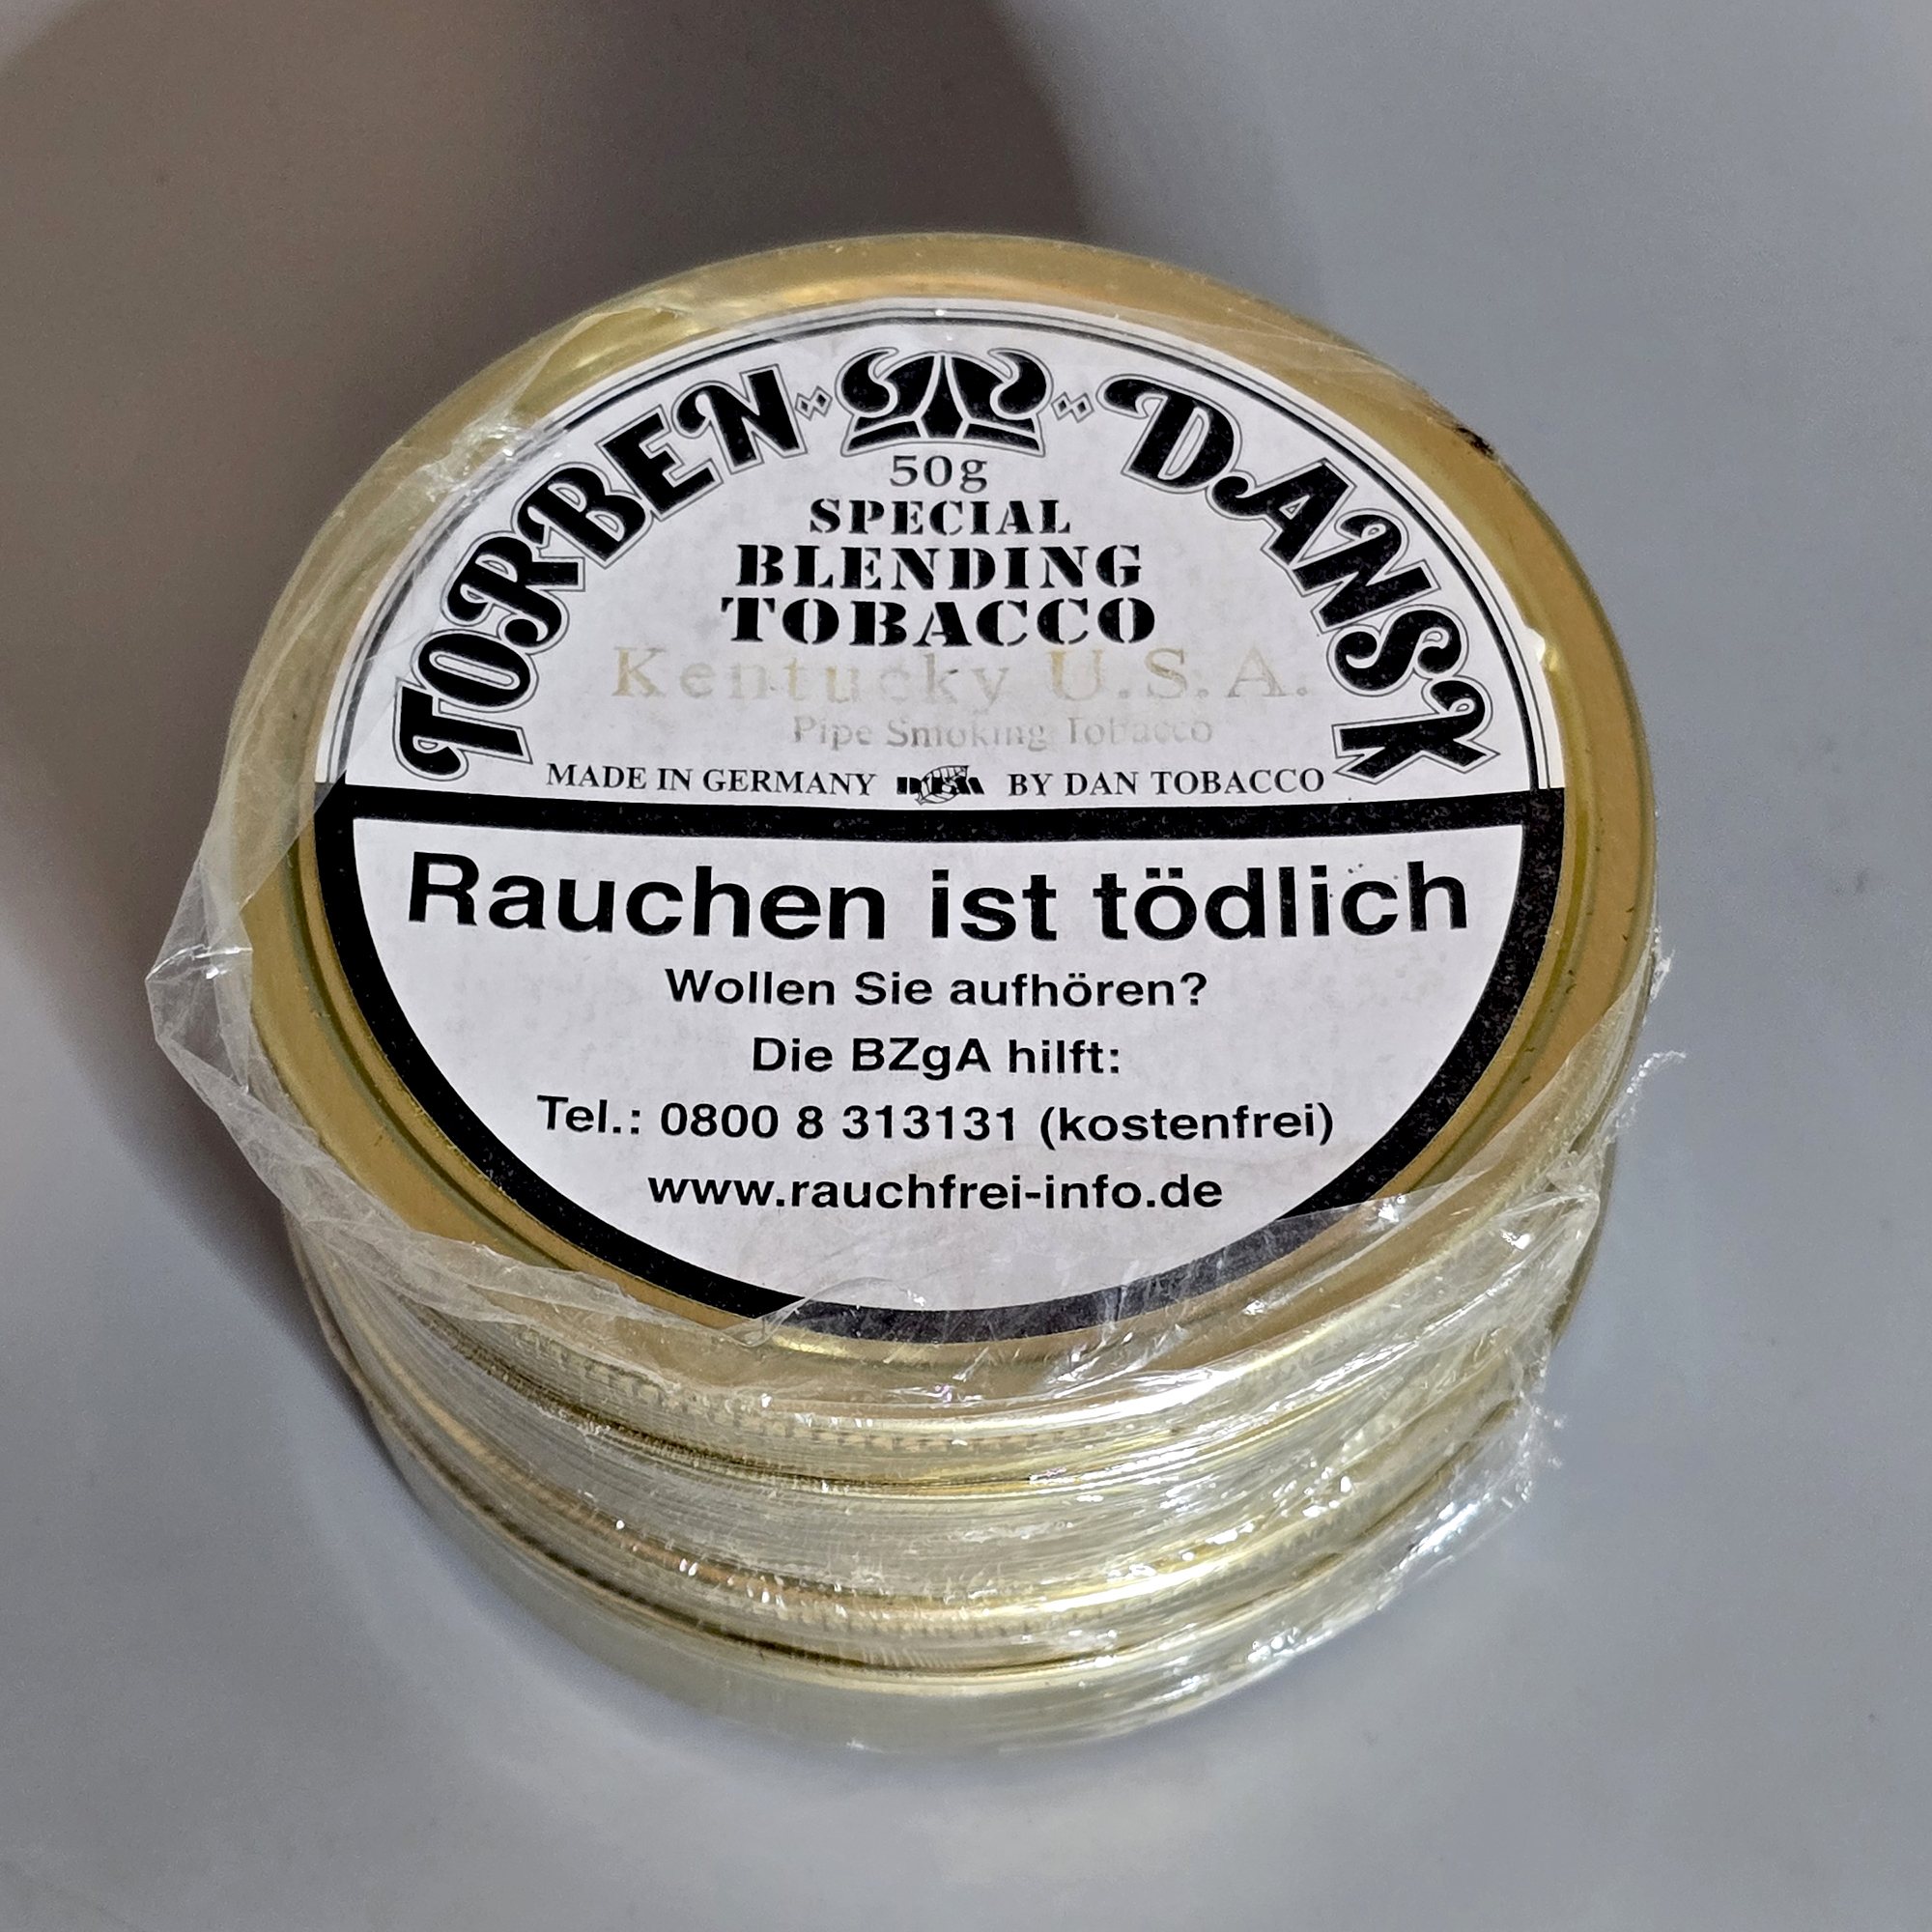 TORBEN DANSK
50g
SPECIAL
BLENDING
TOBACCO
Kentucky U.S.A.
Pipe Smoking Tobacco
MADE IN GERMANY DTM BY DAN TOBACCO
Rauchen ist tödlich
Wollen Sie aufhören?
Die BZgA hilft:
Tel.: 0800 8 313131 (kostenfrei)
www.rauchfrei-info.de